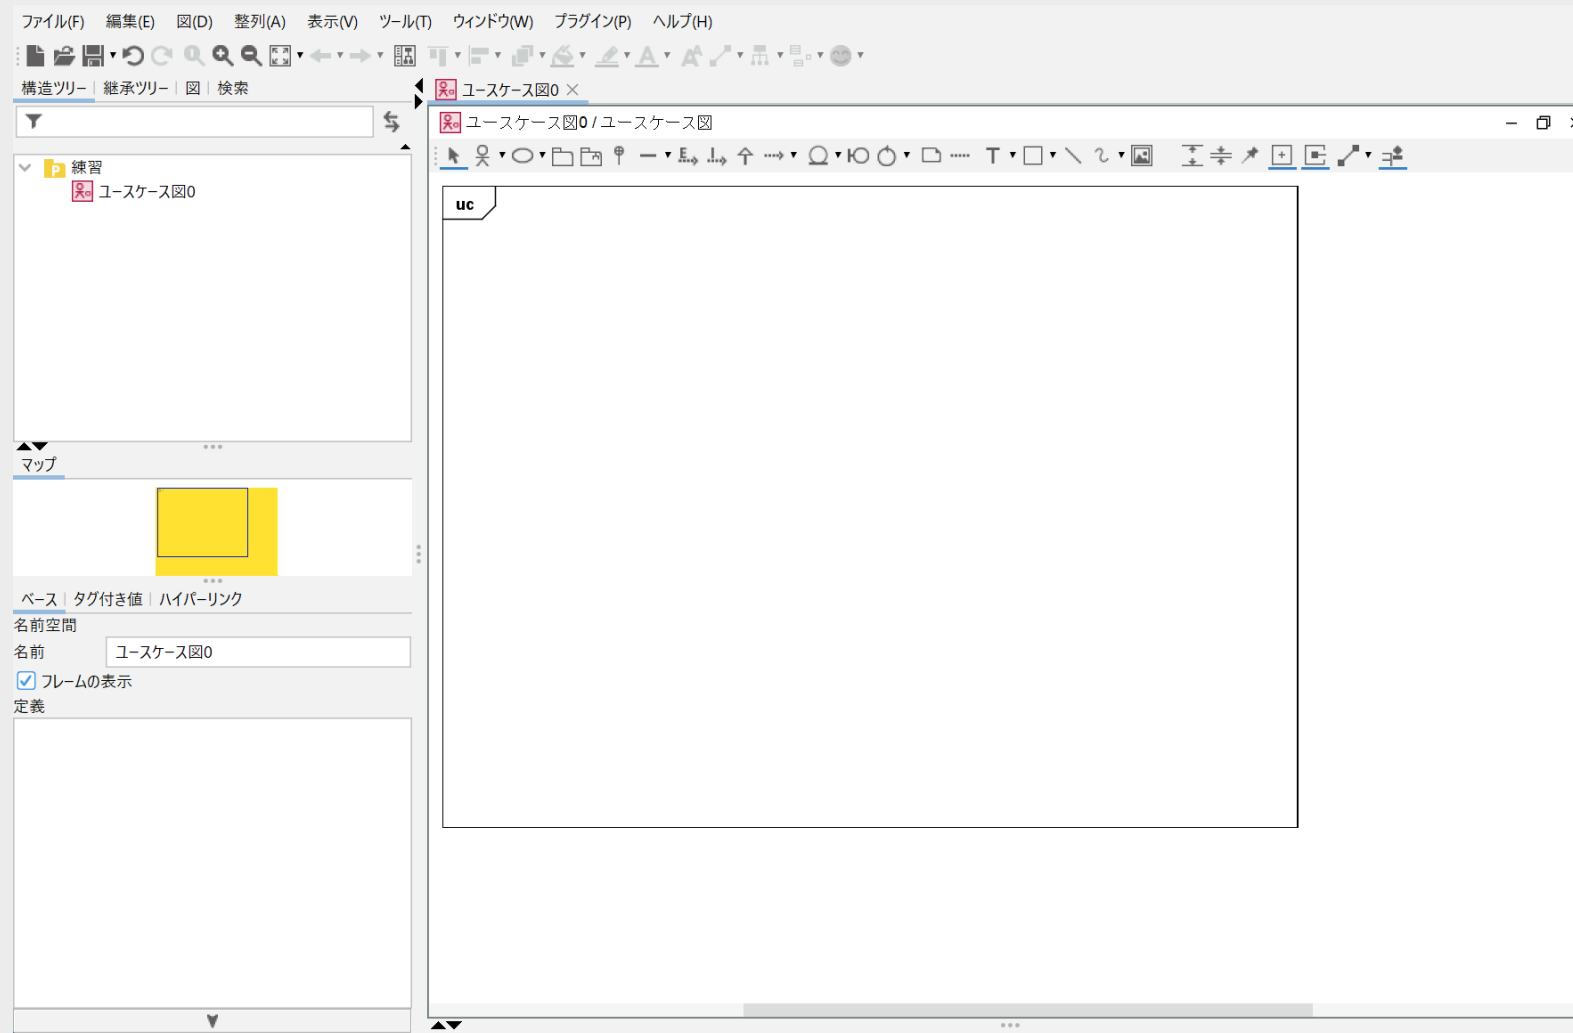 ファイル(F) 編集(E) 図(D) 整列(A) 表示(V) ツール(T) ウィンドウ(W) プラグイン(P) ヘルプ(H)
構造ツリー 継承ツリー 図 検索
ユースケース図0
ユースケース図0 / ユースケース図
練習
ユースケース図0
uc
マップ
ベース タグ付き値 ハイパーリンク
名前空間
名前 ユースケース図0
フレームの表示
定義